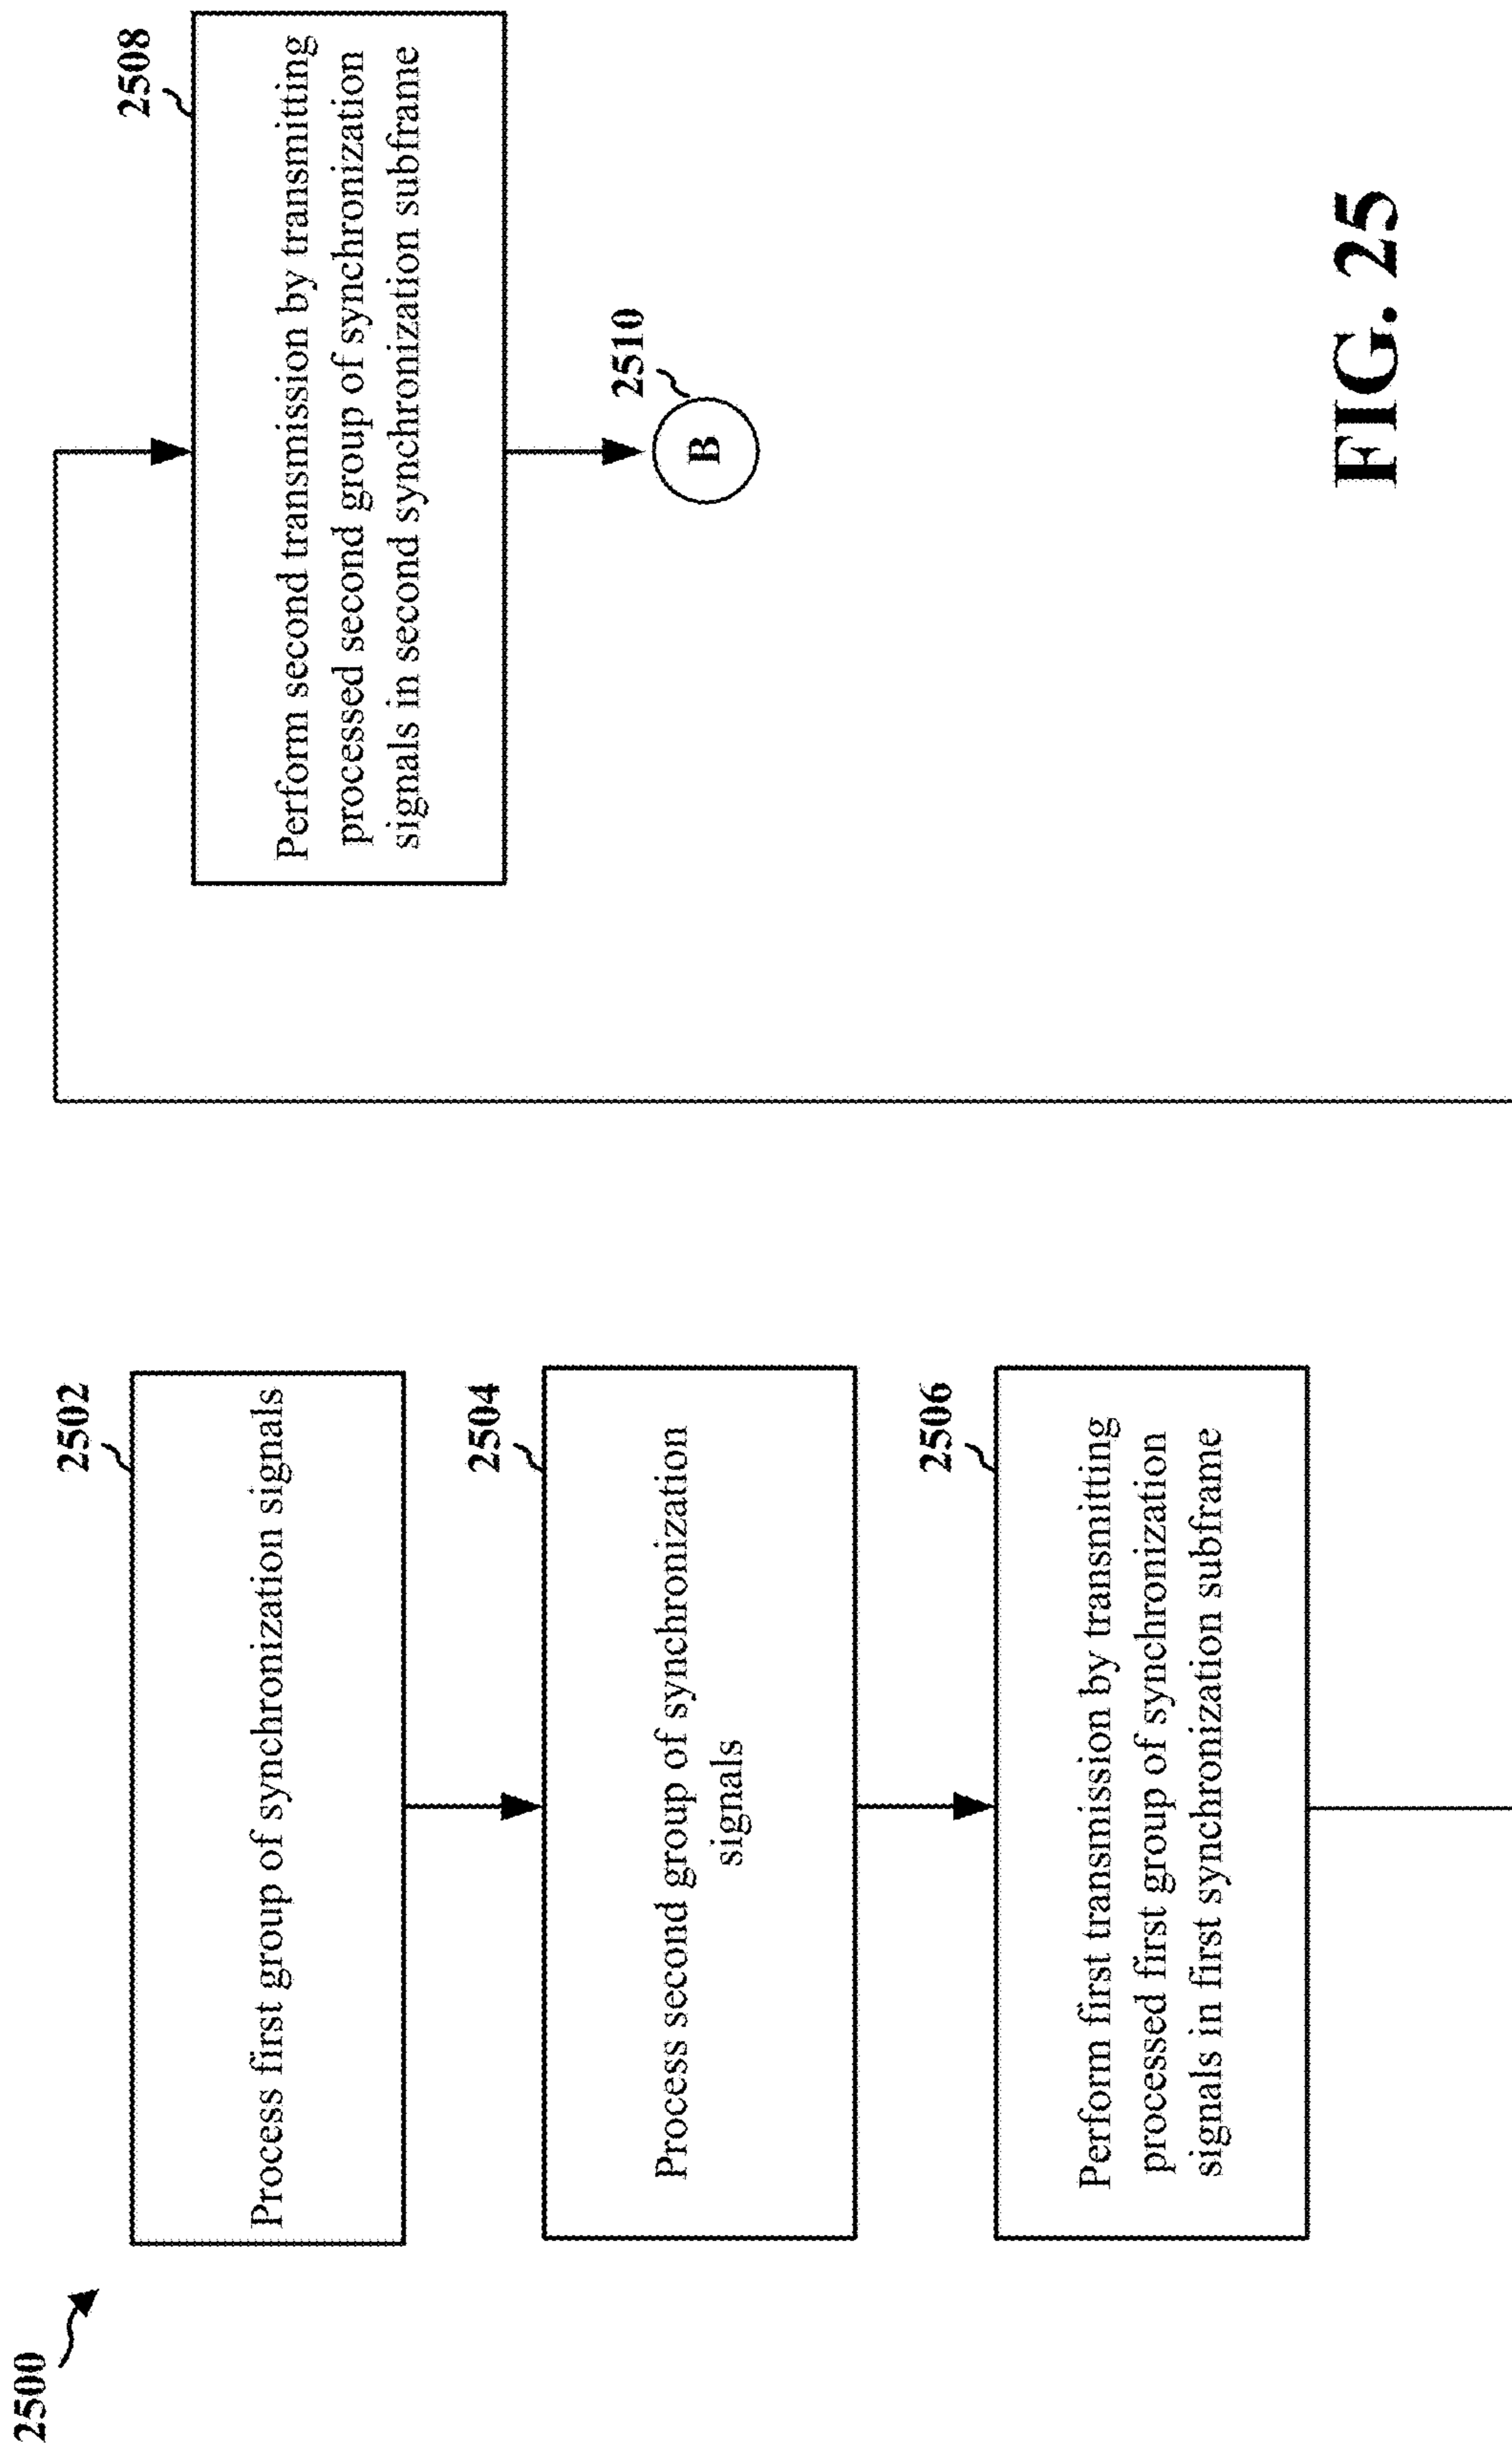 2500
2502
Process first group of synchronization signals
2504
Process second group of synchronization
signals
2506
Perform first transmission by transmitting
processed first group of synchronization
signals in first synchronization subframe
2508
Perform second transmission by transmitting
processed second group of synchronization
signals in second synchronization subframe
2510
B
FIG. 25